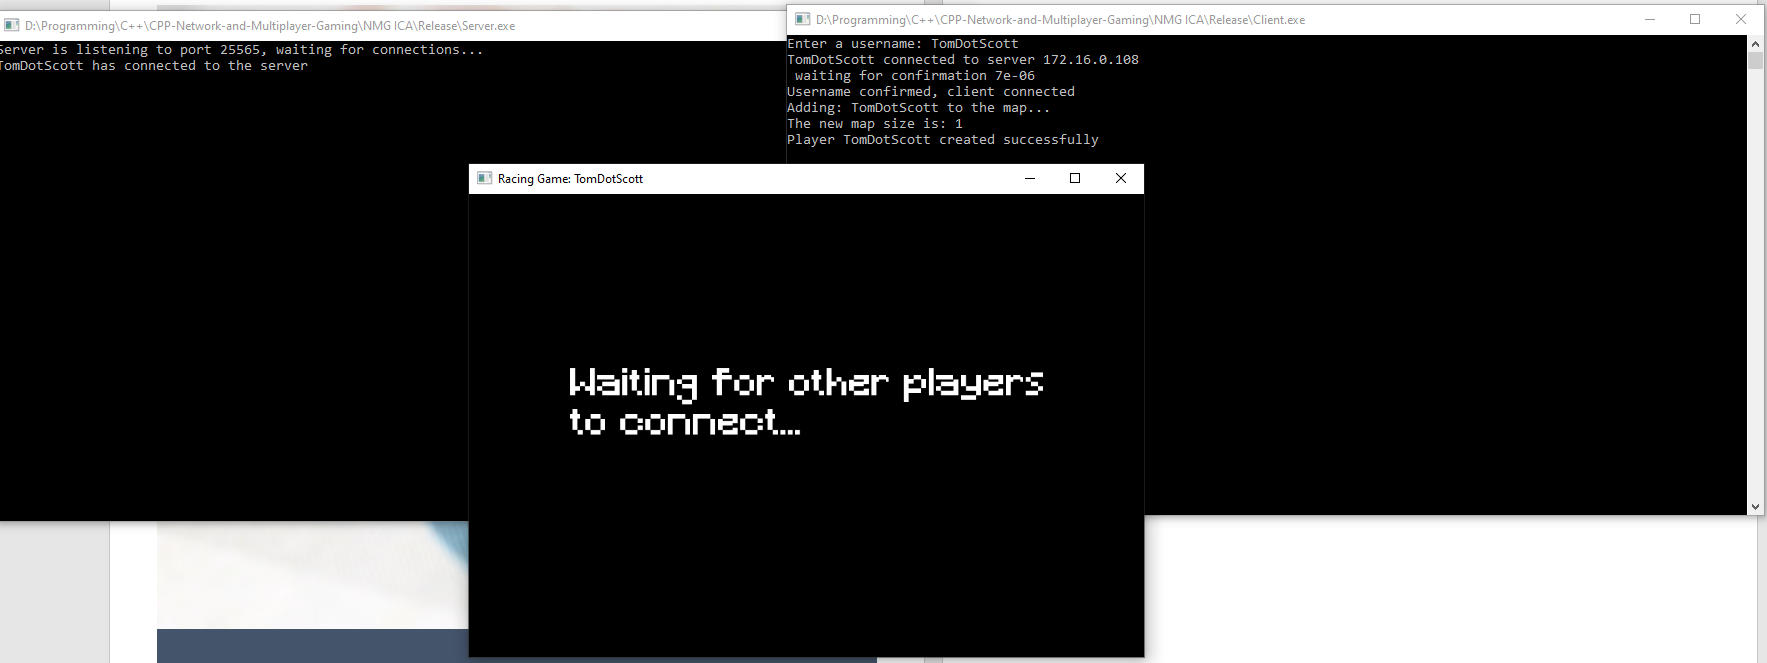 D:\Programming\C++\CPP-Network-and-Multiplayer-Gaming\NMG ICA\Release\Server.exe
Server is listening to port 25565, waiting for connections...
TomDotScott has connected to the server
D:\Programming\C++\CPP-Network-and-Multiplayer-Gaming\NMG ICA\Release\Client.exe
Enter a username: TomDotScott
TomDotScott connected to server 172.16.0.108
 waiting for confirmation 7e-06
Username confirmed, client connected
Adding: TomDotScott to the map...
The new map size is: 1
Player TomDotScott created successfully
Racing Game: TomDotScott
Waiting for other players
to connect....